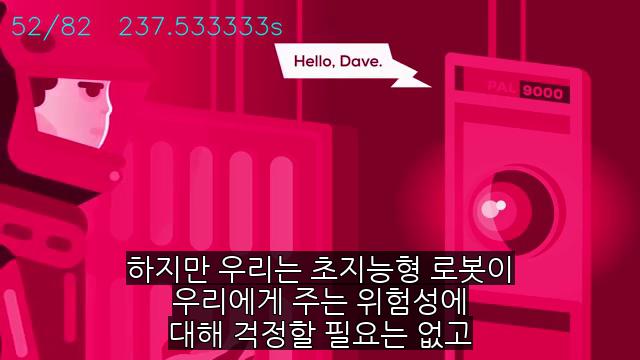 52/82 237.533333s
Hello, Dave.
PAL 9000
하지만 우리는 초지능형 로봇이
우리에게 주는 위험성에
대해 걱정할 필요는 없고